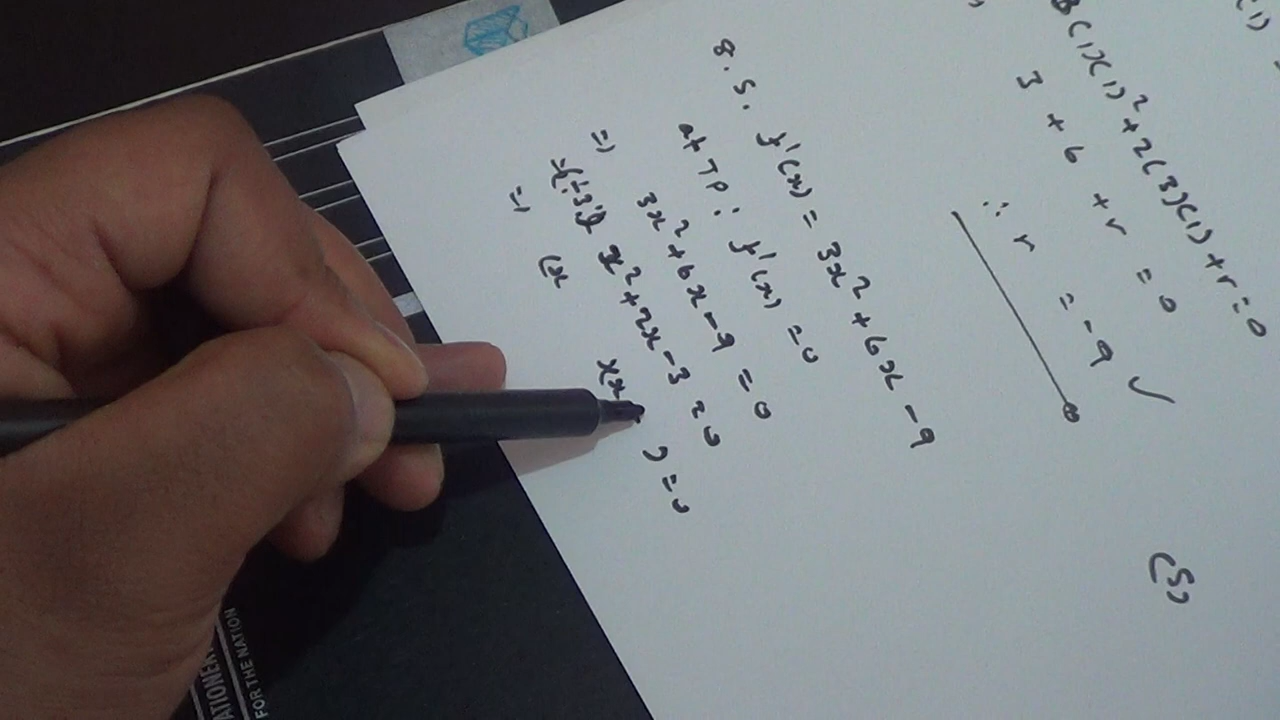 3(1)(1)²+2(3)(1)+r=0
3+6+r=0
∴ r=-9 ✓
(5)
8.5. f'(x)=3x²+6x-9
at TP: f'(x)=0
⇒ 3x²+6x-9=0
x²+2x-3=0
⇒ (x )(x )=0
FOR THE NATION